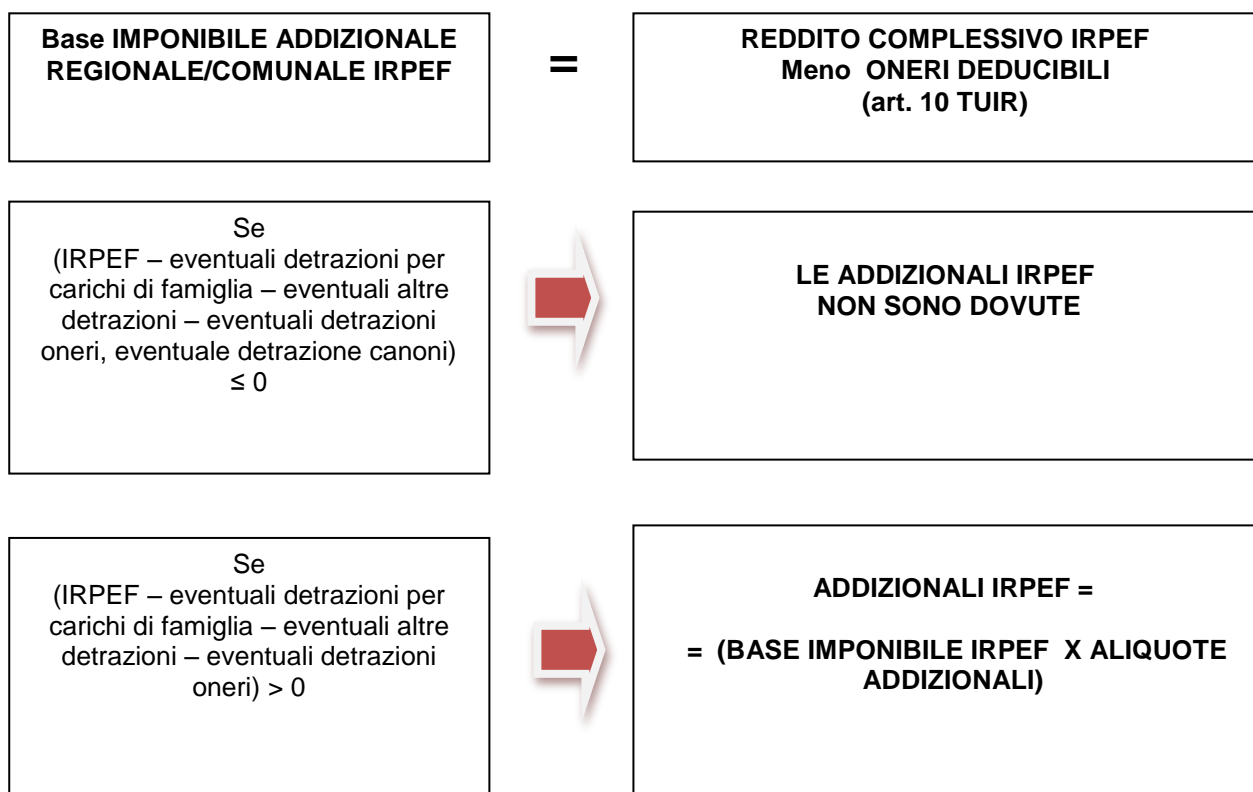 Base IMPONIBILE ADDIZIONALE
REGIONALE/COMUNALE IRPEF
=
REDDITO COMPLESSIVO IRPEF
Meno ONERI DEDUCIBILI
(art. 10 TUIR)
Se
(IRPEF – eventuali detrazioni per
carichi di famiglia – eventuali altre
detrazioni – eventuali detrazioni
oneri, eventuale detrazione canoni)
≤ 0
LE ADDIZIONALI IRPEF
NON SONO DOVUTE
Se
(IRPEF – eventuali detrazioni per
carichi di famiglia – eventuali altre
detrazioni – eventuali detrazioni
oneri) > 0
ADDIZIONALI IRPEF =
= (BASE IMPONIBILE IRPEF X ALIQUOTE
ADDIZIONALI)